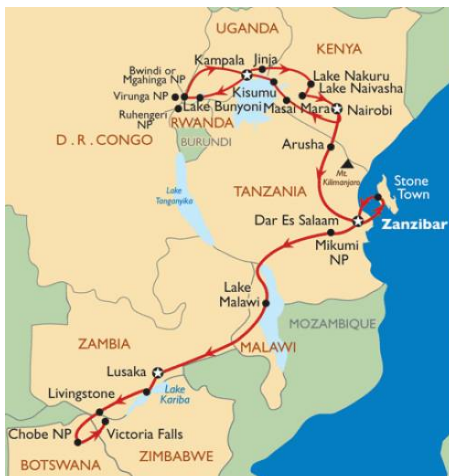 UGANDA
KENYA
Kampala
Jinja
Bwindi or
Mgahinga NP
Lake Nakuru
Lake Naivasha
Kisumu
Virunga NP
Lake Bunyoni
Masai Mara
Nairobi
Ruhengeri
NP
RWANDA
D.R.CONGO
BURUNDI
Arusha
Mt.
Kilimanjaro
Lake
Tanganyika
TANZANIA
Stone
Town
Dar Es Salaam
Zanzibar
Mikumi
NP
Lake
Malawi
MOZAMBIQUE
ZAMBIA
MALAWI
Lusaka
Lake
Kariba
Livingstone
Chobe NP
Victoria Falls
ZIMBABWE
BOTSWANA